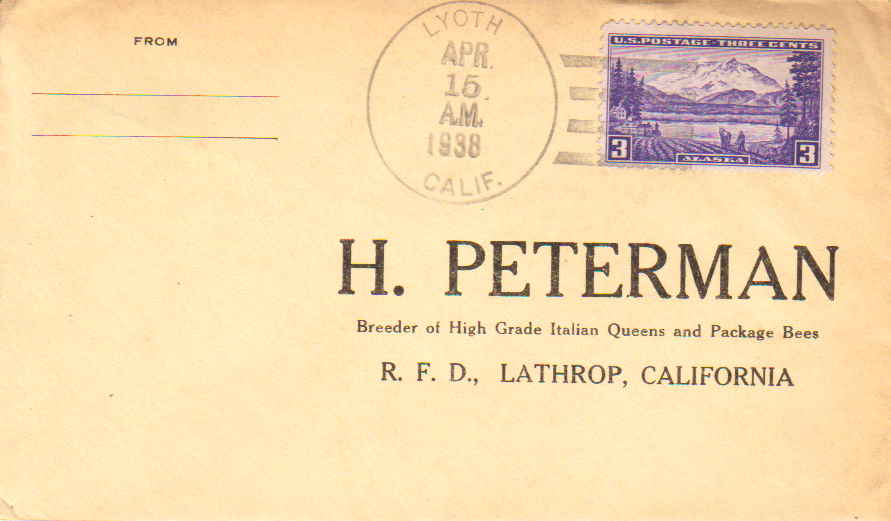 FROM
LYOTH
APR.
15
A.M.
1938
CALIF.
U.S. POSTAGE-THREE CENTS
3
ALASKA
3
H. PETERMAN
Breeder of High Grade Italian Queens and Package Bees
R. F. D., LATHROP, CALIFORNIA